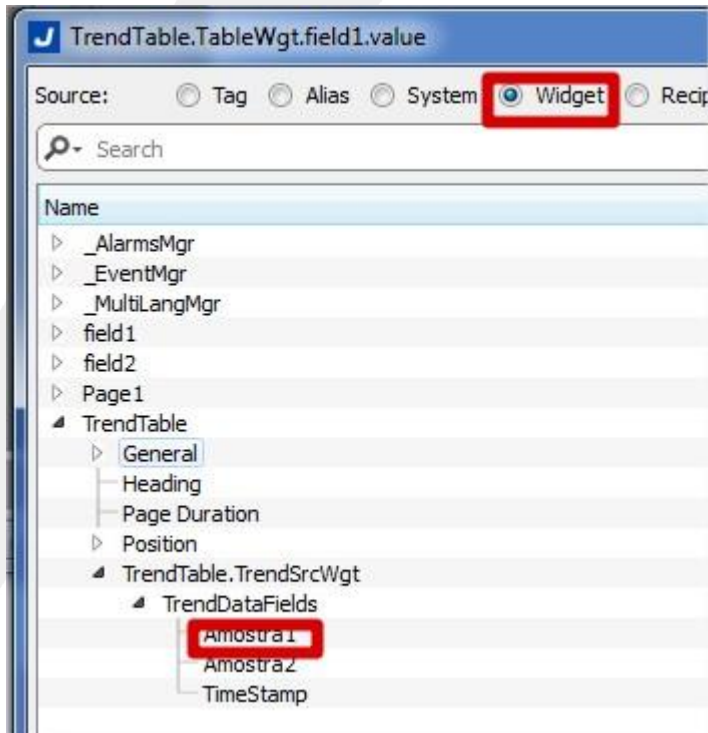 TrendTable.TableWgt.field1.value
Source: Tag Alias System Widget Recip
Search
Name
_AlarmsMgr
_EventMgr
_MultiLangMgr
field1
field2
Page1
TrendTable
General
Heading
Page Duration
Position
TrendTable.TrendSrcWgt
TrendDataFields
Amostra1
Amostra2
TimeStamp